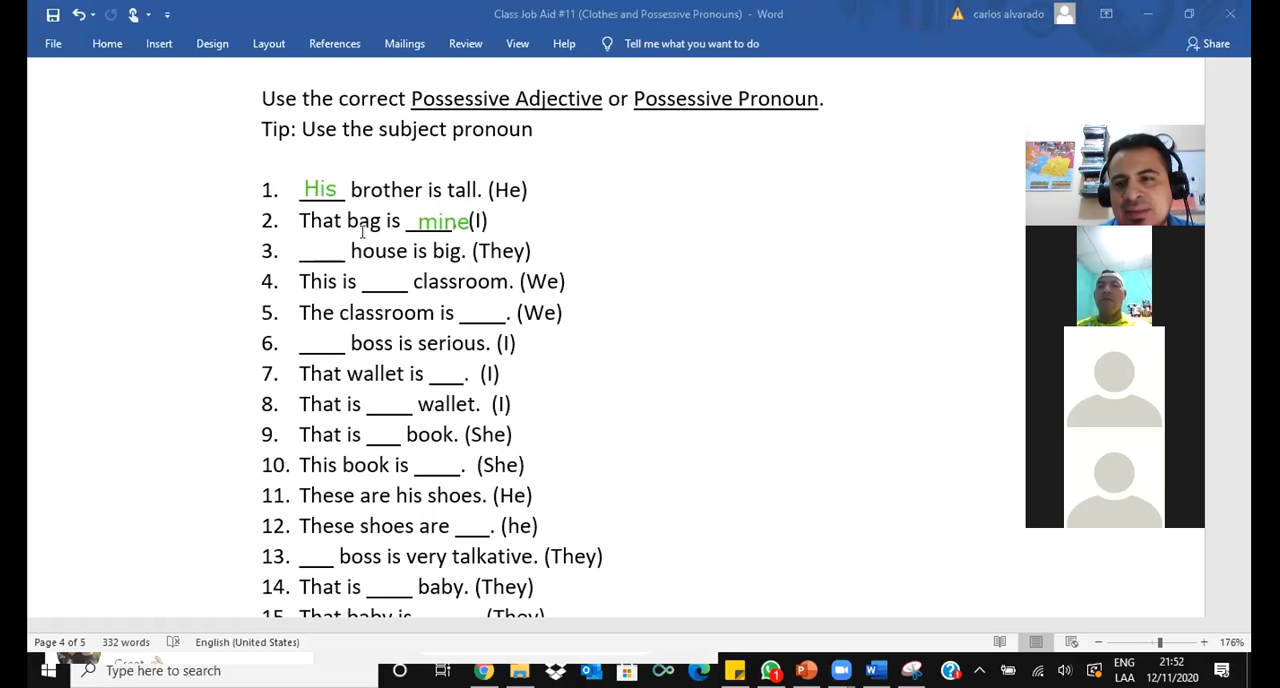 Class Job Aid #11 (Clothes and Possessive Pronouns) - Word
carlos alvarado
File Home Insert Design Layout References Mailings Review View Help Tell me what you want to do Share
Use the correct Possessive Adjective or Possessive Pronoun.
Tip: Use the subject pronoun
1. His brother is tall. (He)
2. That bag is mine. (I)
3. ____ house is big. (They)
4. This is ____ classroom. (We)
5. The classroom is ____. (We)
6. ____ boss is serious. (I)
7. That wallet is ___. (I)
8. That is ____ wallet. (I)
9. That is ___ book. (She)
10. This book is ____. (She)
11. These are his shoes. (He)
12. These shoes are ___. (he)
13. ___ boss is very talkative. (They)
14. That is ____ baby. (They)
15. That baby is ____. (They)
Page 4 of 5 332 words English (United States) 176%
Type here to search
1
ENG 21:52
LAA 12/11/2020